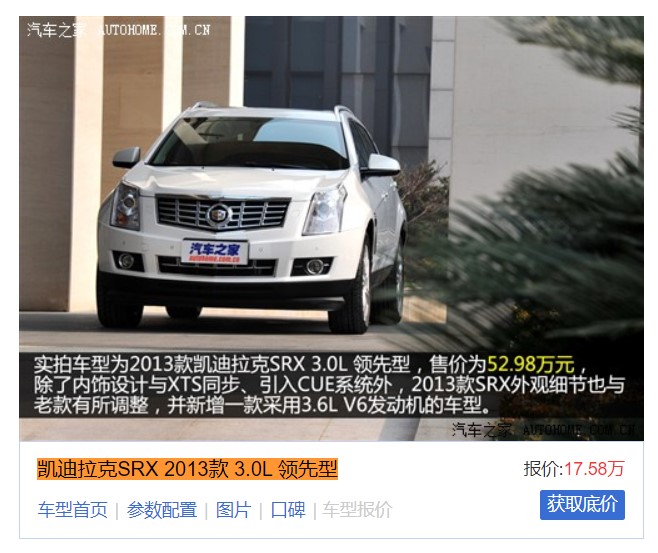 汽车之家 AUTOHOME.COM.CN
汽车之家
autohome.com.cn
实拍车型为2013款凯迪拉克SRX 3.0L 领先型，售价为52.98万元，
除了内饰设计与XTS同步、引入CUE系统外，2013款SRX外观细节也与
老款有所调整，并新增一款采用3.6L V6发动机的车型。
汽车之家 AUTOHOME.COM.CN
凯迪拉克SRX 2013款 3.0L 领先型 报价:17.58万
车型首页 | 参数配置 | 图片 | 口碑 | 车型报价 获取底价